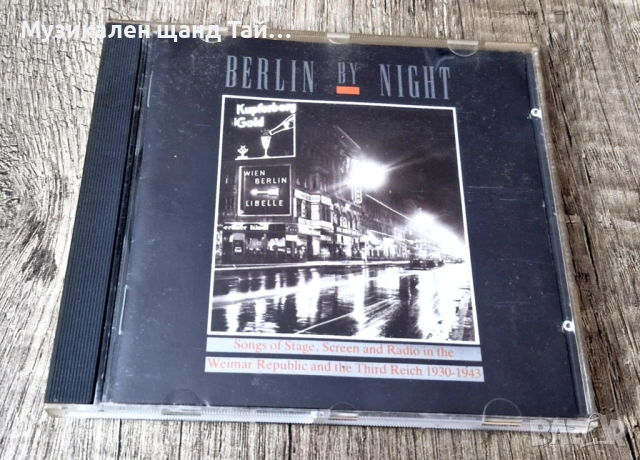 Музикален щанд Тай...
BERLIN BY NIGHT
Kupferberg
Gold
WIEN
BERLIN
LIBELLE
Songs of Stage, Screen and Radio in the
Weimar Republic and the Third Reich 1930-1943
BAZAR